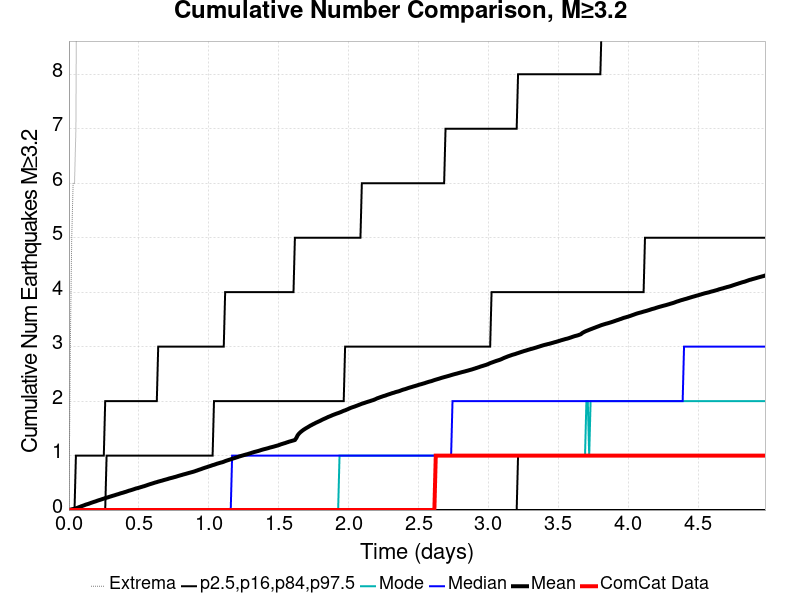 Cumulative Number Comparison, M≥3.2
Cumulative Num Earthquakes M≥3.2
8
7
6
5
4
3
2
1
0
0.0 0.5 1.0 1.5 2.0 2.5 3.0 3.5 4.0 4.5
Time (days)
Extrema p2.5,p16,p84,p97.5 Mode Median Mean ComCat Data